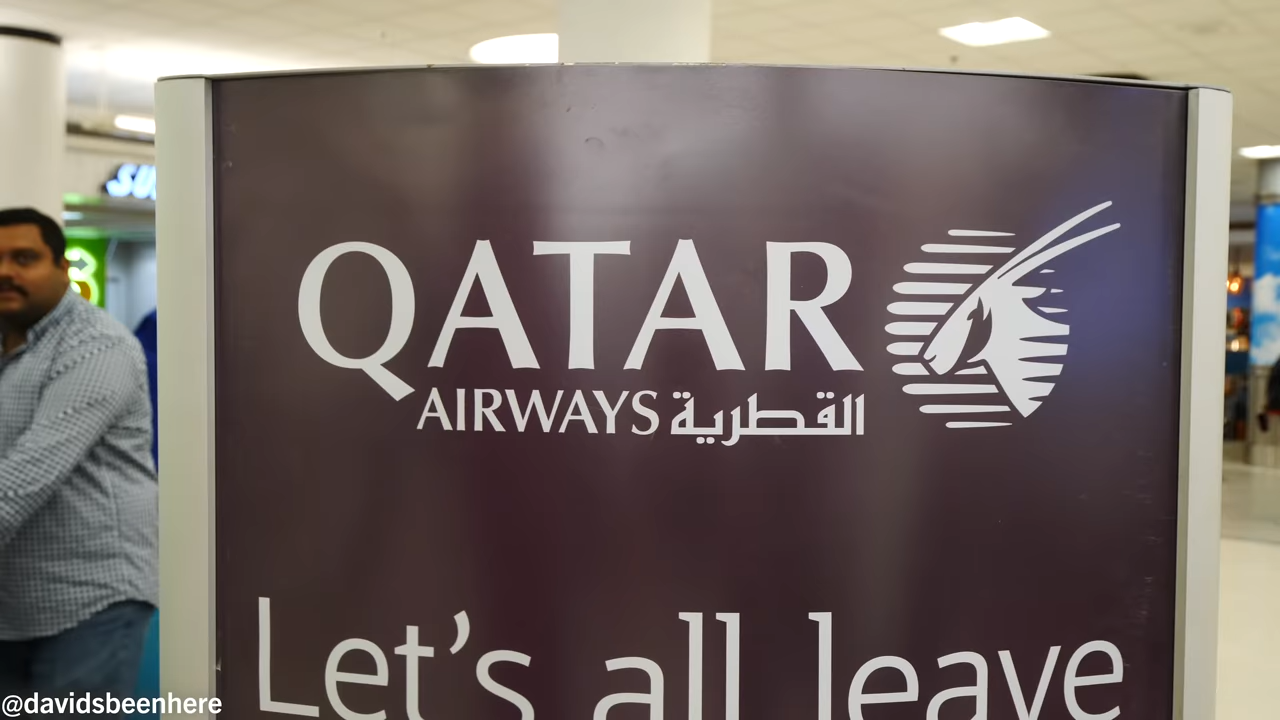 QATAR
AIRWAYS القطرية
Let's all leave
@davidsbeenhere